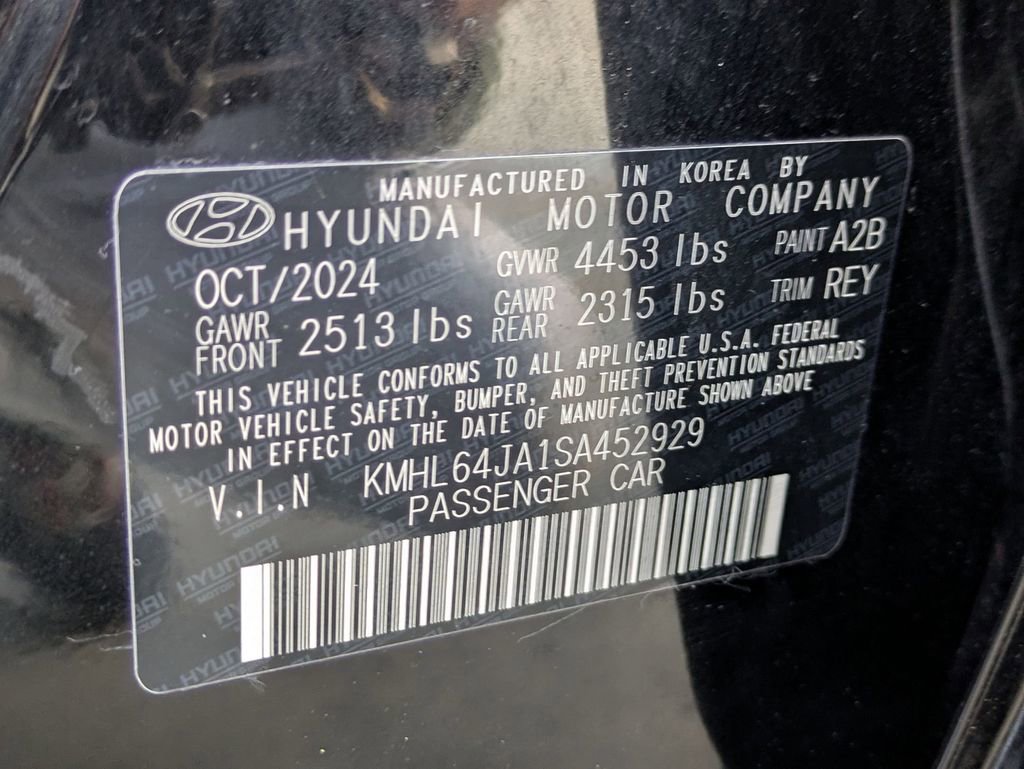 MANUFACTURED IN KOREA BY
HYUNDAI MOTOR COMPANY
OCT/2024 GVWR 4453 lbs PAINT A2B
GAWR FRONT 2513 lbs GAWR REAR 2315 lbs TRIM REY
THIS VEHICLE CONFORMS TO ALL APPLICABLE U.S.A. FEDERAL
MOTOR VEHICLE SAFETY, BUMPER, AND THEFT PREVENTION STANDARDS
IN EFFECT ON THE DATE OF MANUFACTURE SHOWN ABOVE
V.I.N KMHL64JA1SA452929
PASSENGER CAR